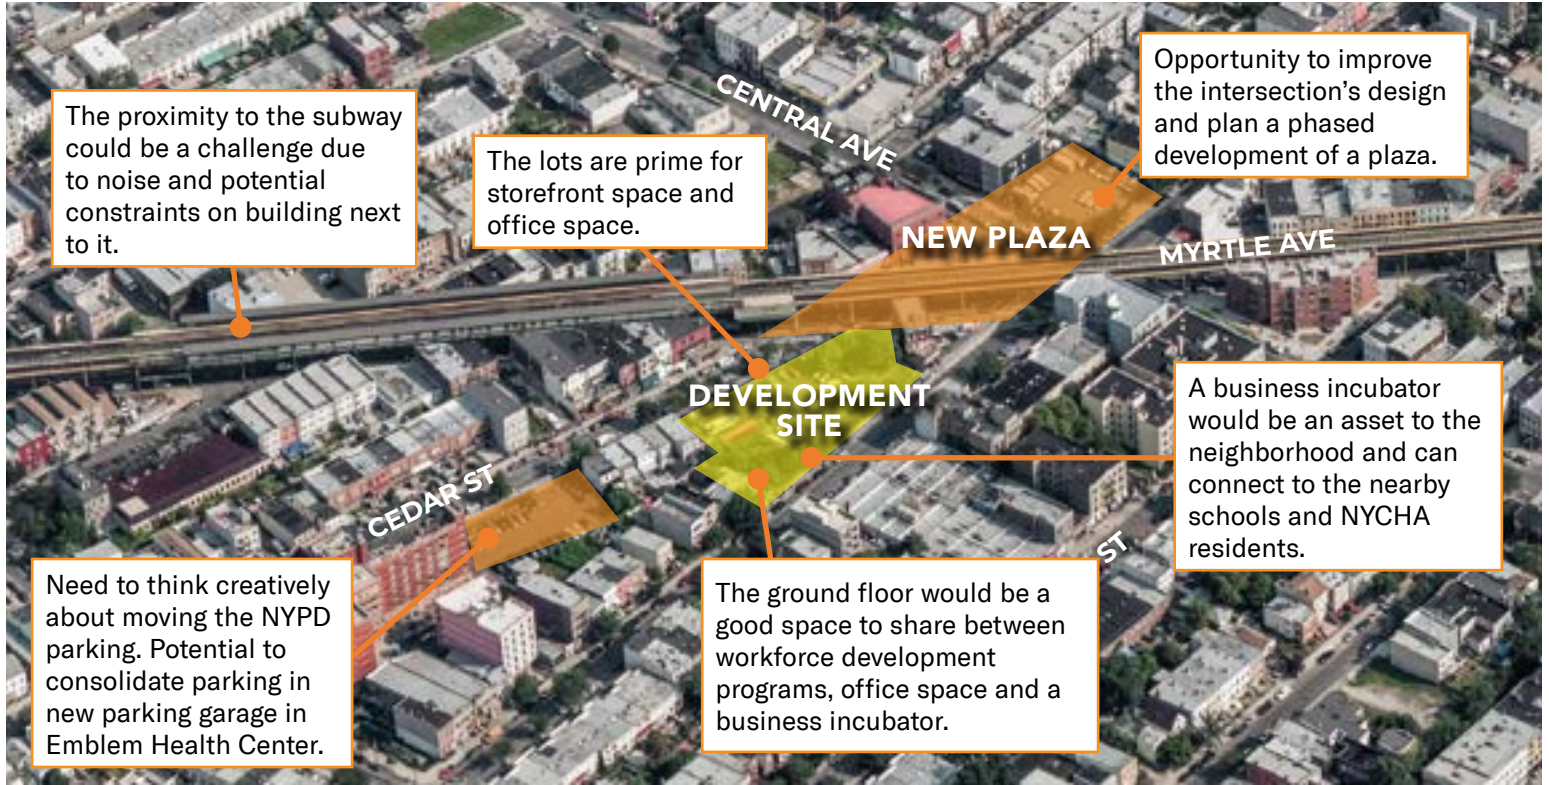 The proximity to the subway
could be a challenge due
to noise and potential
constraints on building next
to it.
The lots are prime for
storefront space and
office space.
CENTRAL AVE
Opportunity to improve
the intersection's design
and plan a phased
development of a plaza.
NEW PLAZA
MYRTLE AVE
DEVELOPMENT
SITE
A business incubator
would be an asset to the
neighborhood and can
connect to the nearby
schools and NYCHA
residents.
CEDAR ST
Need to think creatively
about moving the NYPD
parking. Potential to
consolidate parking in
new parking garage in
Emblem Health Center.
The ground floor would be a
good space to share between
workforce development
programs, office space and a
business incubator.
ST